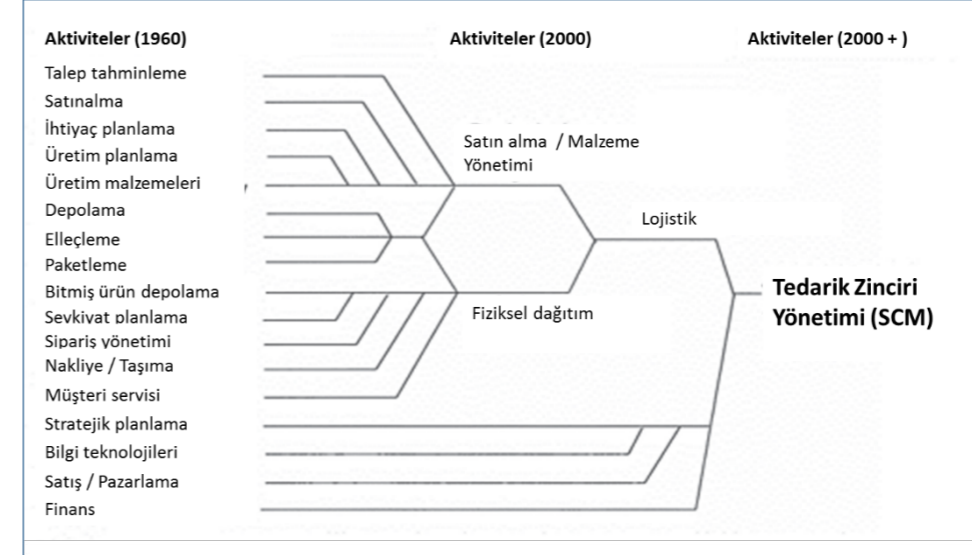 Aktiviteler (1960)
Aktiviteler (2000)
Aktiviteler (2000 + )
Talep tahminleme
Satınalma
İhtiyaç planlama
Üretim planlama
Üretim malzemeleri
Depolama
Elleçleme
Paketleme
Bitmiş ürün depolama
Sevkiyat planlama
Sipariş yönetimi
Nakliye / Taşıma
Müşteri servisi
Stratejik planlama
Bilgi teknolojileri
Satış / Pazarlama
Finans
Satın alma / Malzeme
Yönetimi
Fiziksel dağıtım
Lojistik
Tedarik Zinciri
Yönetimi (SCM)